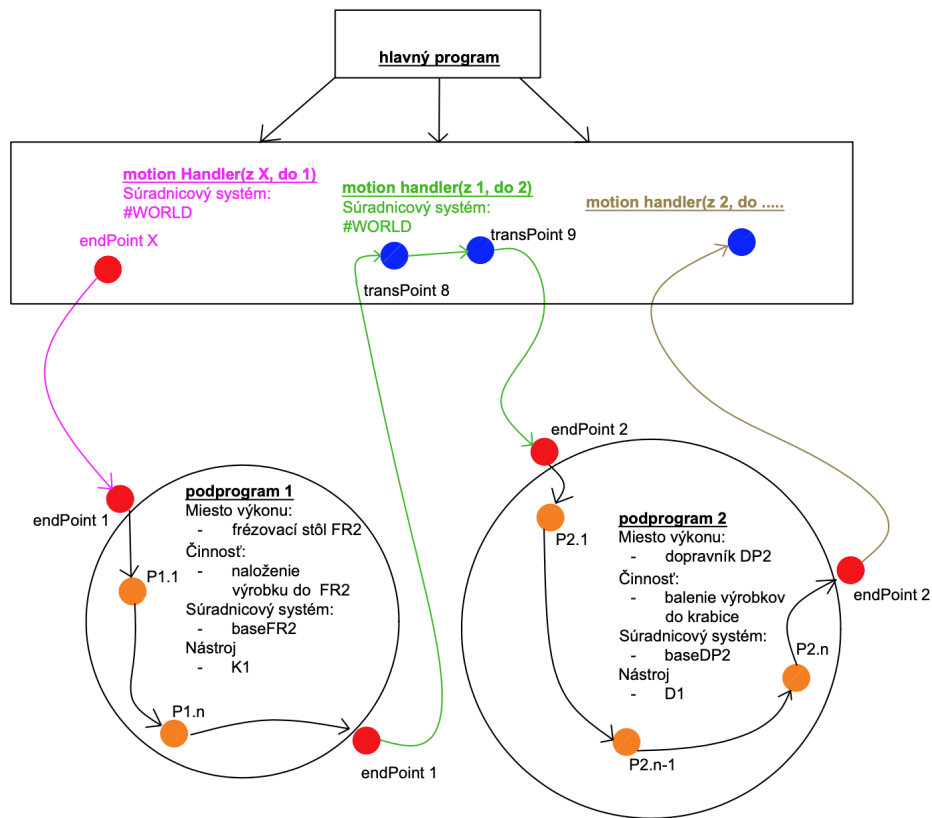 hlavný program
motion Handler(z X, do 1)
Súradnicový systém:
#WORLD
endPoint X
motion handler(z 1, do 2)
Súradnicový systém:
#WORLD
transPoint 8
transPoint 9
motion handler(z 2, do .....
endPoint 1
podprogram 1
Miesto výkonu:
- frézovací stôl FR2
Činnosť:
- naloženie
výrobku do FR2
Súradnicový systém:
- baseFR2
Nástroj
- K1
P1.1
P1.n
endPoint 1
endPoint 2
P2.1
podprogram 2
Miesto výkonu:
- dopravník DP2
Činnosť:
- balenie výrobkov
do krabice
Súradnicový systém:
- baseDP2
Nástroj
- D1
P2.n-1
P2.n
endPoint 2